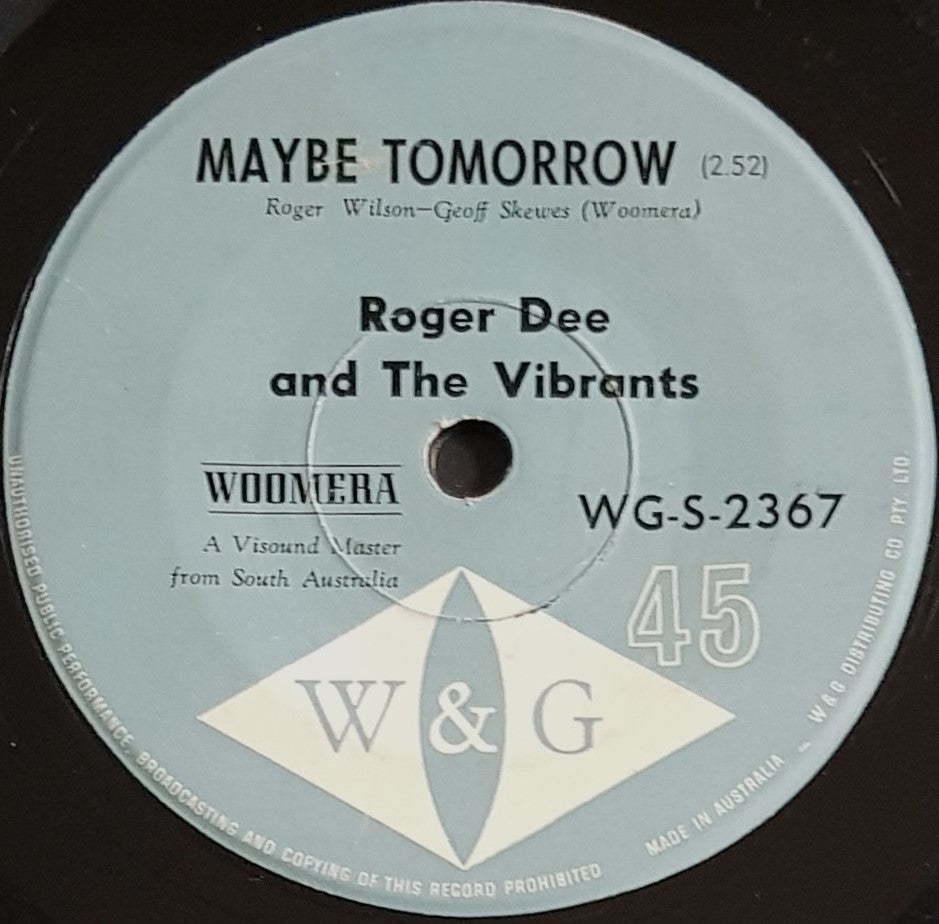 MAYBE TOMORROW (2.52)
Roger Wilson—Geoff Skewes (Woomera)
Roger Dee
and The Vibrants
WOOMERA
WG-S-2367
A Visound Master
from South Australia
45
W & G
UNAUTHORISED PUBLIC PERFORMANCE, BROADCASTING AND COPYING OF THIS RECORD PROHIBITED
MADE IN AUSTRALIA — W & G DISTRIBUTING CO PTY. LTD.